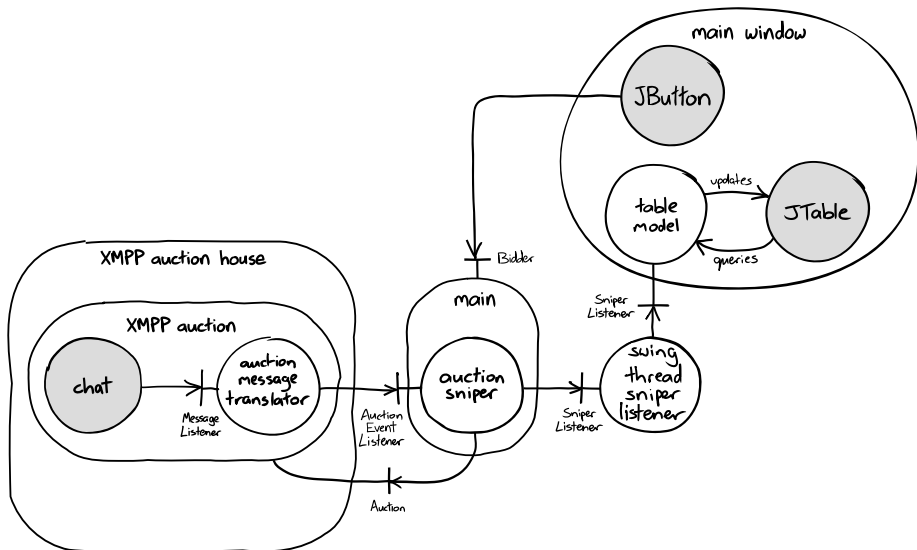 main window
JButton
updates
table
model
JTable
queries
Bidder
XMPP auction house
main
Sniper
Listener
XMPP auction
chat
auction
message
translator
auction
sniper
swing
thread
sniper
listener
Message
Listener
Auction
Event
Listener
Sniper
Listener
Auction